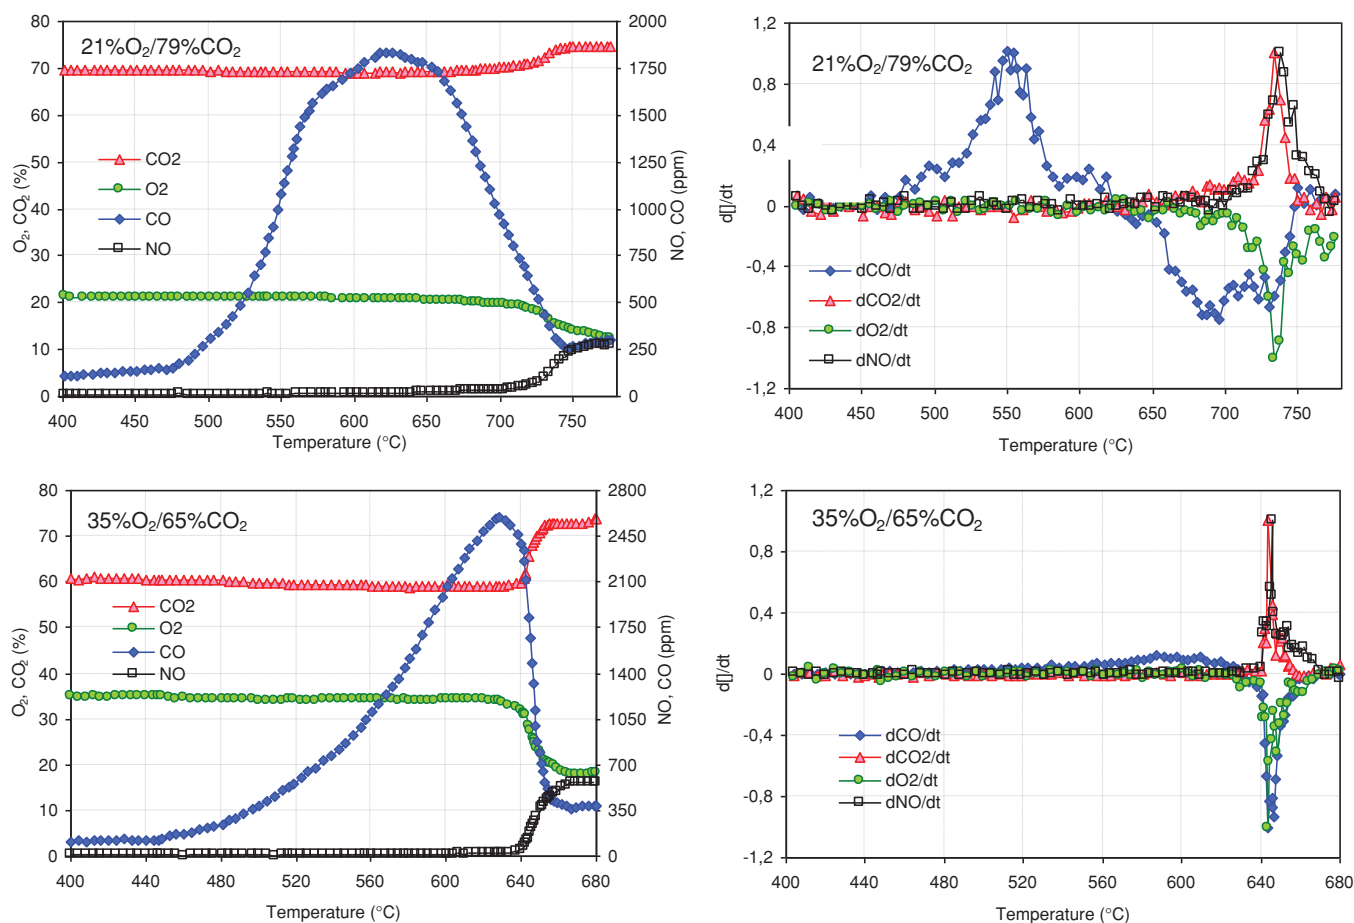 21%O₂/79%CO₂
O₂, CO₂ (%)
80
70
60
50
40
30
20
10
0
CO2
O2
CO
NO
2000
1750
1500
1250
1000
750
500
250
0
NO, CO (ppm)
400 450 500 550 600 650 700 750
Temperature (°C)
21%O₂/79%CO₂
d[]/dt
1,2
0,8
0,4
0
-0,4
-0,8
-1,2
dCO/dt
dCO2/dt
dO2/dt
dNO/dt
400 450 500 550 600 650 700 750
Temperature (°C)
35%O₂/65%CO₂
O₂, CO₂ (%)
80
70
60
50
40
30
20
10
0
CO2
O2
CO
NO
2800
2450
2100
1750
1400
1050
700
350
0
NO, CO (ppm)
400 440 480 520 560 600 640 680
Temperature (°C)
35%O₂/65%CO₂
d[]/dt
1,2
0,8
0,4
0
-0,4
-0,8
-1,2
dCO/dt
dCO2/dt
dO2/dt
dNO/dt
400 440 480 520 560 600 640 680
Temperature (°C)